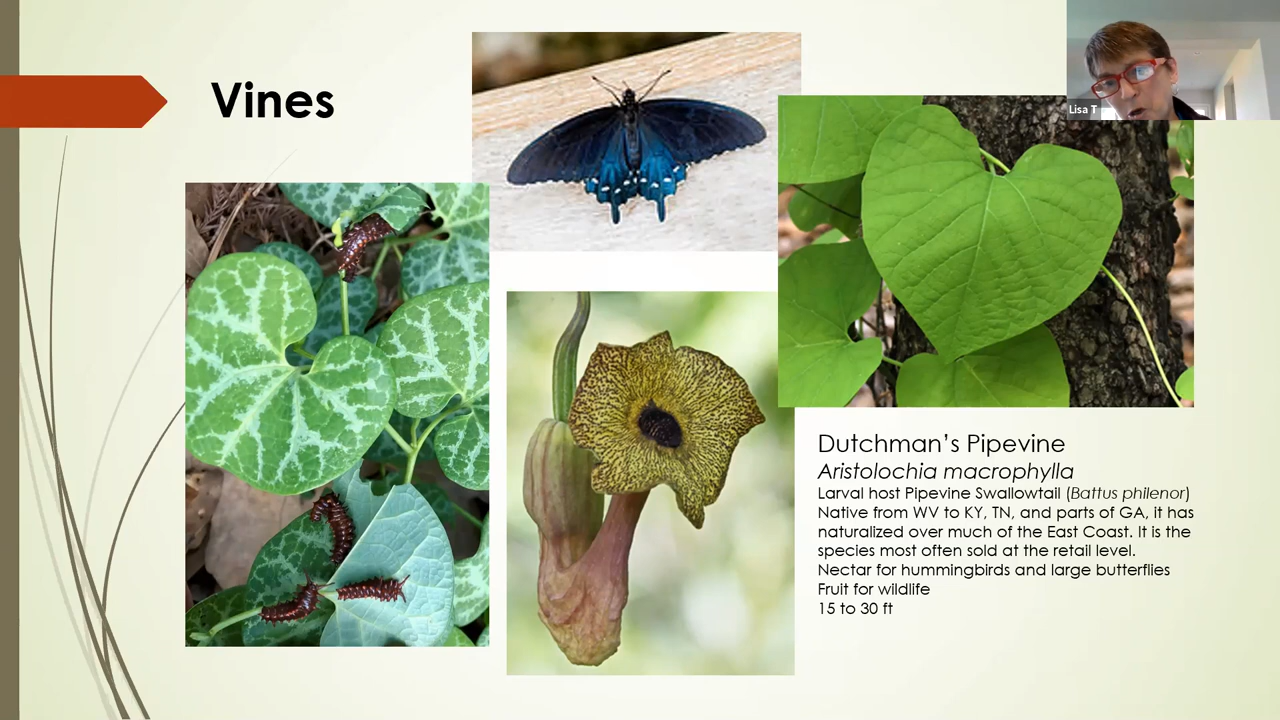 Vines
Lisa T
Dutchman’s Pipevine
Aristolochia macrophylla
Larval host Pipevine Swallowtail (Battus philenor)
Native from WV to KY, TN, and parts of GA, it has
naturalized over much of the East Coast. It is the
species most often sold at the retail level.
Nectar for hummingbirds and large butterflies
Fruit for wildlife
15 to 30 ft